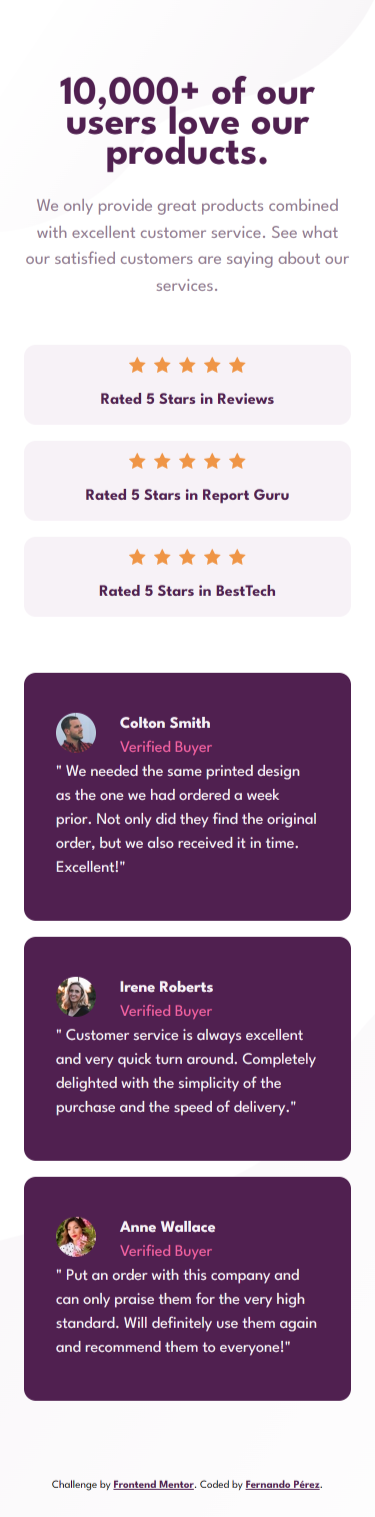 10,000+ of our
users love our
products.
We only provide great products combined
with excellent customer service. See what
our satisfied customers are saying about our
services.
Rated 5 Stars in Reviews
Rated 5 Stars in Report Guru
Rated 5 Stars in BestTech
Colton Smith
Verified Buyer
" We needed the same printed design
as the one we had ordered a week
prior. Not only did they find the original
order, but we also received it in time.
Excellent!"
Irene Roberts
Verified Buyer
" Customer service is always excellent
and very quick turn around. Completely
delighted with the simplicity of the
purchase and the speed of delivery."
Anne Wallace
Verified Buyer
" Put an order with this company and
can only praise them for the very high
standard. Will definitely use them again
and recommend them to everyone!"
Challenge by Frontend Mentor. Coded by Fernando Pérez.